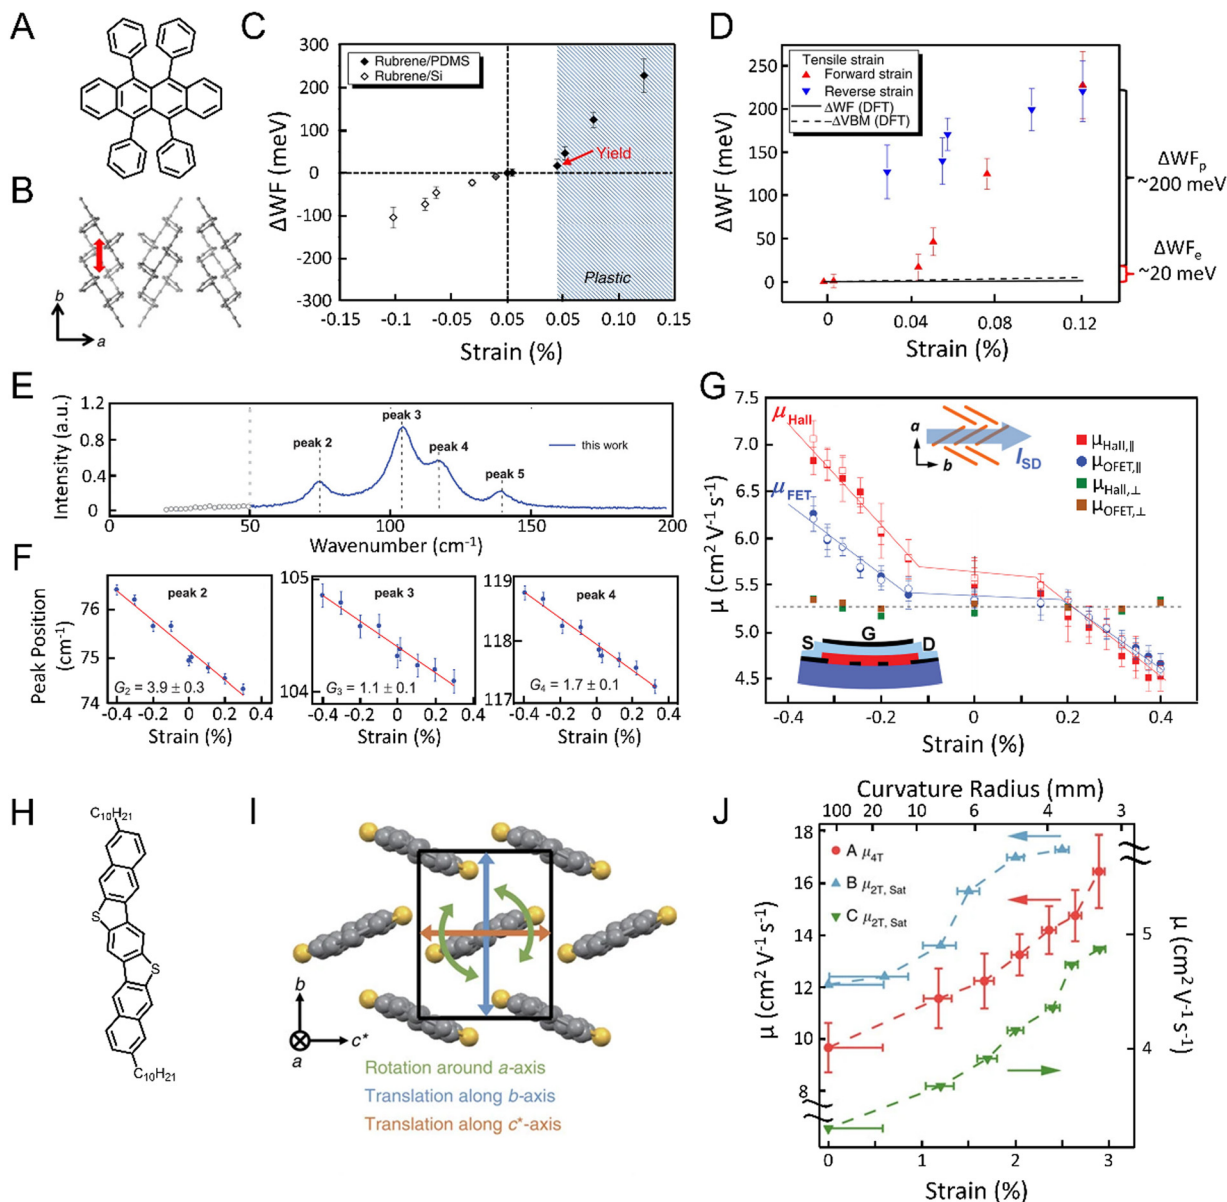 A
B
b
a
C
ΔWF (meV)
300
200
100
0
-100
-200
-300
Rubrene/PDMS
Rubrene/Si
Yield
Plastic
-0.15 -0.1 -0.05 0.0 0.05 0.10 0.15
Strain (%)
D
ΔWF (meV)
250
200
150
100
50
0
Tensile strain
Forward strain
Reverse strain
ΔWF (DFT)
ΔVBM (DFT)
0 0.04 0.08 0.12
Strain (%)
ΔWFp
~200 meV
ΔWFe
~20 meV
E
Intensity (a.u.)
1.2
0.8
0.4
0
peak 2
peak 3
peak 4
peak 5
this work
0 50 100 150 200
Wavenumber (cm-1)
F
Peak Position
(cm-1)
76
75
74
peak 2
G2 = 3.9 ± 0.3
-0.4 -0.2 0 0.2 0.4
Strain (%)
105
104
peak 3
G3 = 1.1 ± 0.1
-0.4 -0.2 0 0.2 0.4
Strain (%)
119
118
117
peak 4
G4 = 1.7 ± 0.1
-0.4 -0.2 0 0.2 0.4
Strain (%)
G
μ (cm2 V-1 s-1)
7.5
7.0
6.5
6.0
5.5
5.0
4.5
μHall
μFET
a
b
ISD
μHall,∥
μOFET,∥
μHall,⊥
μOFET,⊥
S G D
-0.4 -0.2 0 0.2 0.4
Strain (%)
H
C10H21
S
S
C10H21
I
b
a
c*
Rotation around a-axis
Translation along b-axis
Translation along c*-axis
J
Curvature Radius (mm)
100 20 10 6 4 3
μ (cm2 V-1 s-1)
18
16
14
12
10
8
A μ4T
B μ2T, Sat
C μ2T, Sat
5
4
μ (cm2 V-1 s-1)
0 1 2 3
Strain (%)